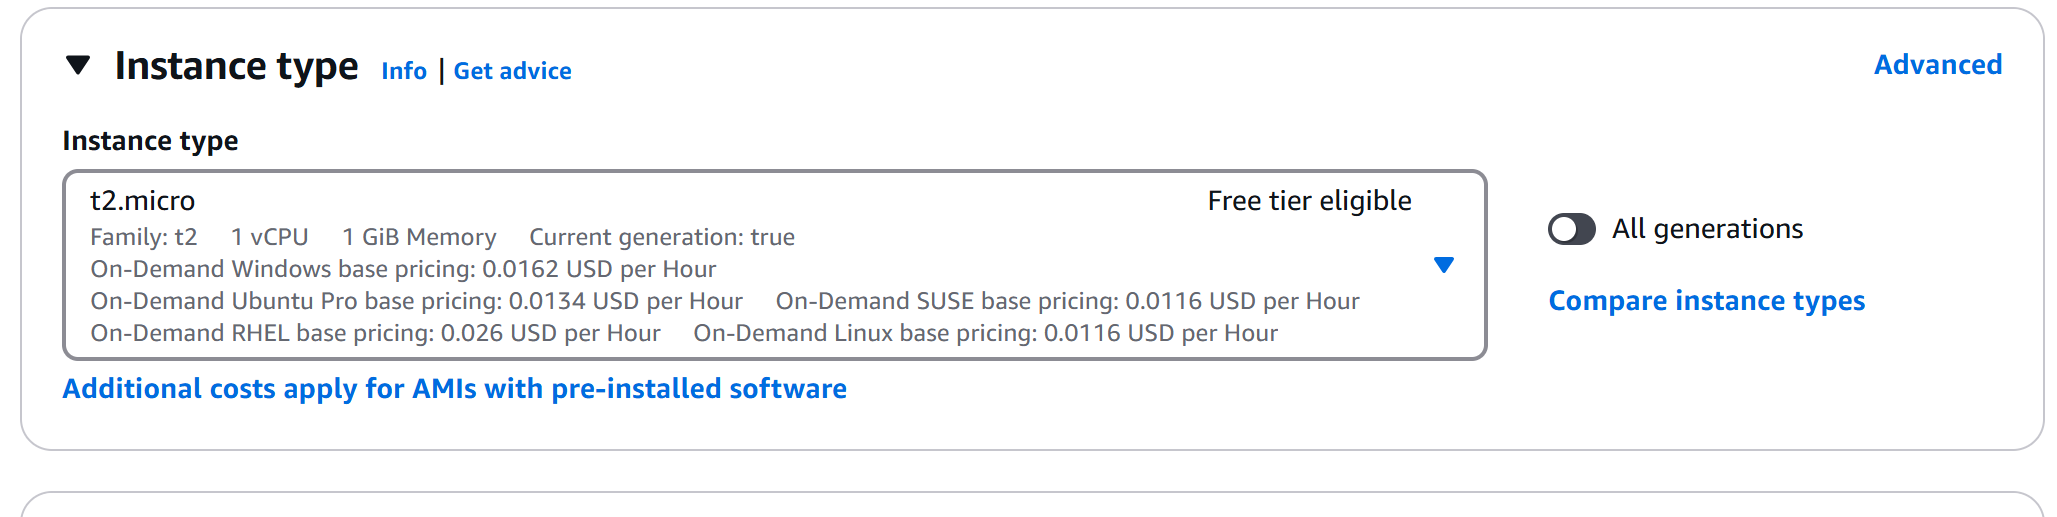 Instance type Info | Get advice Advanced
Instance type
t2.micro Free tier eligible
Family: t2 1 vCPU 1 GiB Memory Current generation: true
On-Demand Windows base pricing: 0.0162 USD per Hour
On-Demand Ubuntu Pro base pricing: 0.0134 USD per Hour On-Demand SUSE base pricing: 0.0116 USD per Hour
On-Demand RHEL base pricing: 0.026 USD per Hour On-Demand Linux base pricing: 0.0116 USD per Hour
All generations
Compare instance types
Additional costs apply for AMIs with pre-installed software